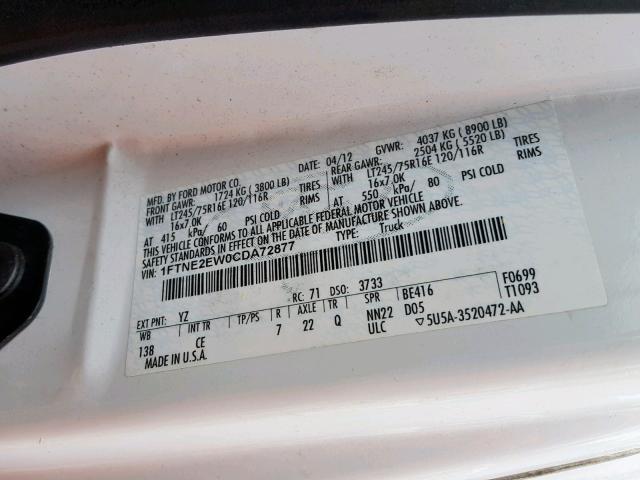 MFD. BY FORD MOTOR CO.
04/12 GVWR: 4037 KG ( 8900 LB)
FRONT GAWR: 1724 KG ( 3800 LB) REAR GAWR: 2504 KG ( 5520 LB)
LT245/75R16E 120/116R TIRES LT245/75R16E 120/116R TIRES
WITH 16x7.0K RIMS WITH 16x7.0K RIMS
AT 415 kPa/ 60 PSI COLD AT 550 kPa/ 80 PSI COLD
THIS VEHICLE CONFORMS TO ALL APPLICABLE FEDERAL MOTOR VEHICLE
SAFETY STANDARDS IN EFFECT ON THE DATE OF MANUFACTURE SHOWN ABOVE.
VIN: 1FTNE2EW0CDA72877 TYPE: Truck
F0699
T1093
EXT PNT: YZ RC: 71 DSO: 3733
WB INT TR TP/PS R AXLE TR SPR BE416
138 CE 7 22 Q NN22 D05
ULC
MADE IN U.S.A. ▽5U5A-3520472-AA